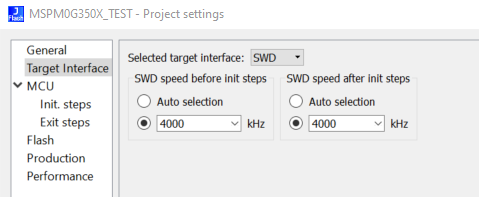 J
Flash
MSPM0G350X_TEST - Project settings
General
Target Interface
MCU
Init. steps
Exit steps
Flash
Production
Performance
Selected target interface: SWD
SWD speed before init steps
Auto selection
4000 kHz
SWD speed after init steps
Auto selection
4000 kHz